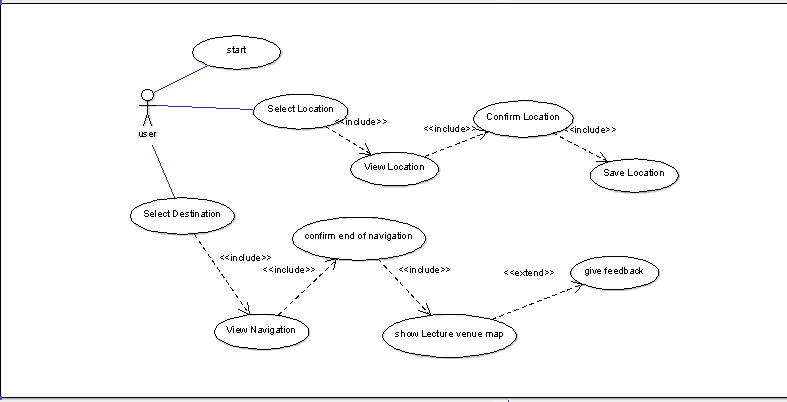 start
Select Location
<<include>>
Confirm Location
<<include>>
<<include>>
user
View Location
Save Location
Select Destination
confirm end of navigation
<<include>>
<<include>>
<<include>>
<<extend>>
give feedback
View Navigation
show Lecture venue map